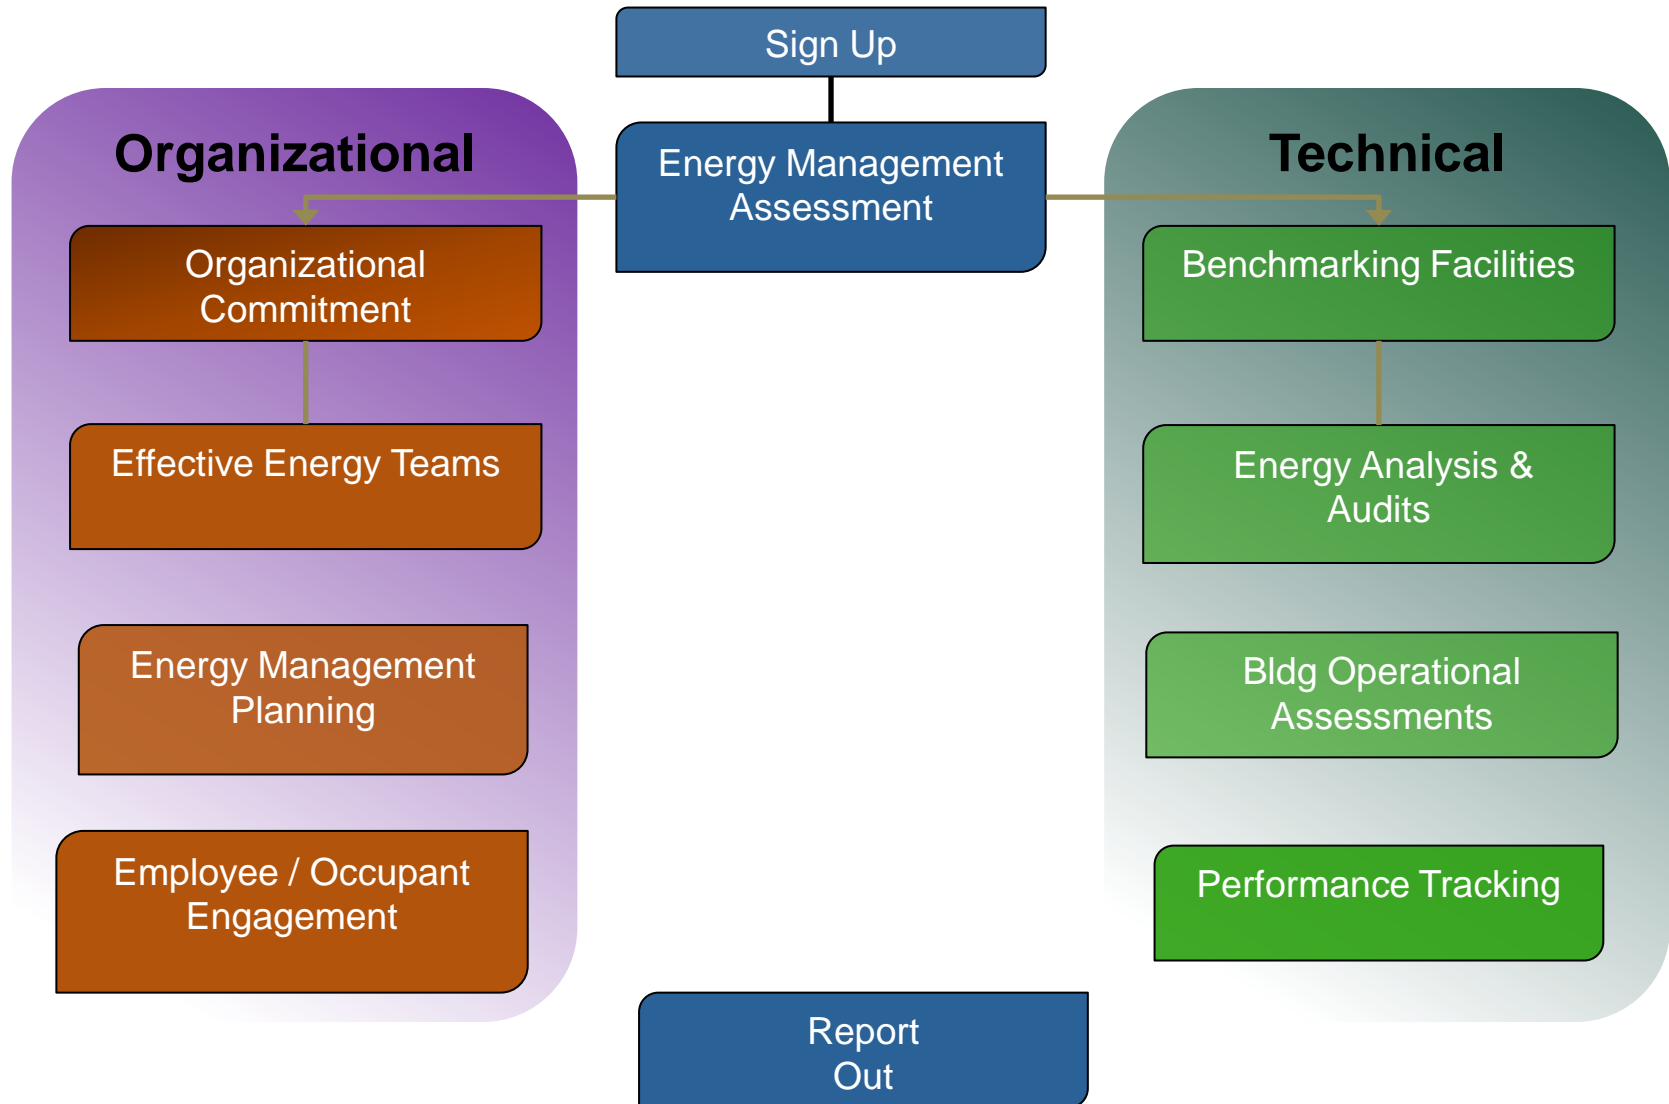 Sign Up
Energy Management
Assessment
Organizational
Organizational
Commitment
Effective Energy Teams
Energy Management
Planning
Employee / Occupant
Engagement
Technical
Benchmarking Facilities
Energy Analysis &
Audits
Bldg Operational
Assessments
Performance Tracking
Report
Out